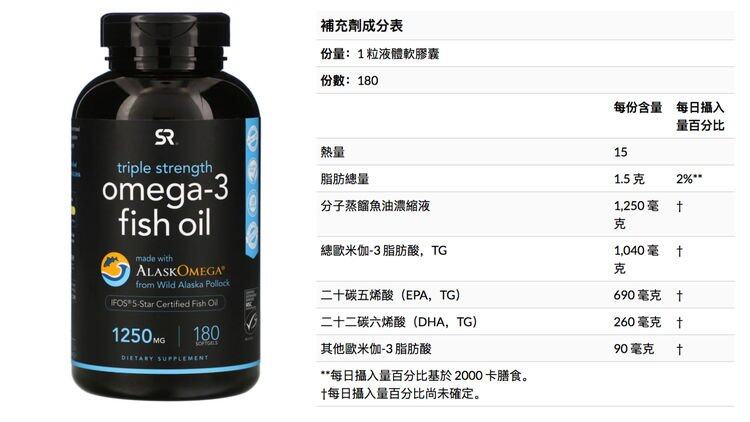 SR
triple strength
omega-3
fish oil
made with
ALASKOMEGA®
from Wild Alaska Pollock
IFOS® 5-Star Certified Fish Oil
1250MG
180
SOFTGELS
DIETARY SUPPLEMENT
補充劑成分表
份量：1 粒液體軟膠囊
份數：180
每份含量 每日攝入
量百分比
熱量 15
脂肪總量 1.5 克 2%**
分子蒸餾魚油濃縮液 1,250 毫
克 †
總歐米伽-3 脂肪酸，TG 1,040 毫
克 †
二十碳五烯酸（EPA，TG） 690 毫克 †
二十二碳六烯酸（DHA，TG） 260 毫克 †
其他歐米伽-3 脂肪酸 90 毫克 †
**每日攝入量百分比基於 2000 卡膳食。
†每日攝入量百分比尚未確定。